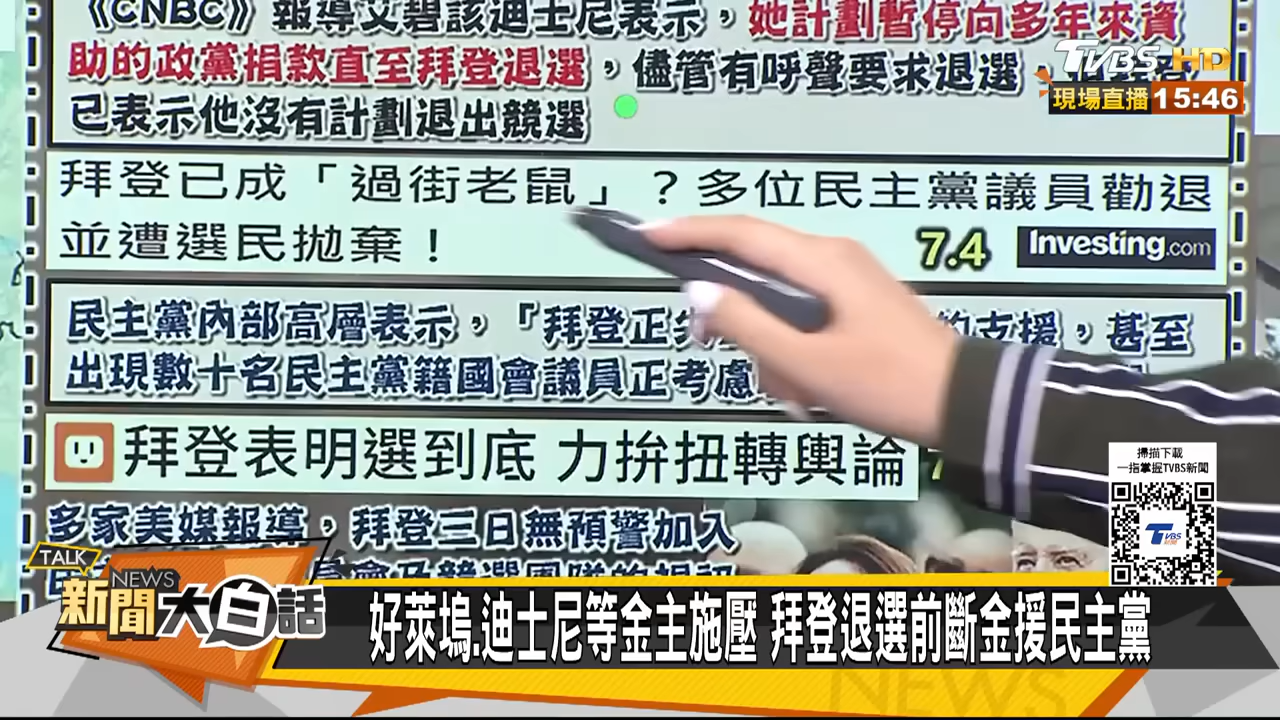 《CNBC》報導艾碧該迪士尼表示，她計劃暫停向多年來資
助的政黨捐款直至拜登退選，儘管有呼聲要求退選，
已表示他沒有計劃退出競選
TVBS HD
現場直播 15:46
拜登已成「過街老鼠」？多位民主黨議員勸退
並遭選民拋棄！
7.4 Investing.com
民主黨內部高層表示，「拜登正 支援，甚至
出現數十名民主黨籍國會議員正考慮
拜登表明選到底 力拚扭轉輿論
多家美媒報導，拜登三日無預警加入
掃描下載
一指掌握TVBS新聞
TVBS
TALK
NEWS
新聞大白話
好萊塢.迪士尼等金主施壓 拜登退選前斷金援民主黨
NEWS